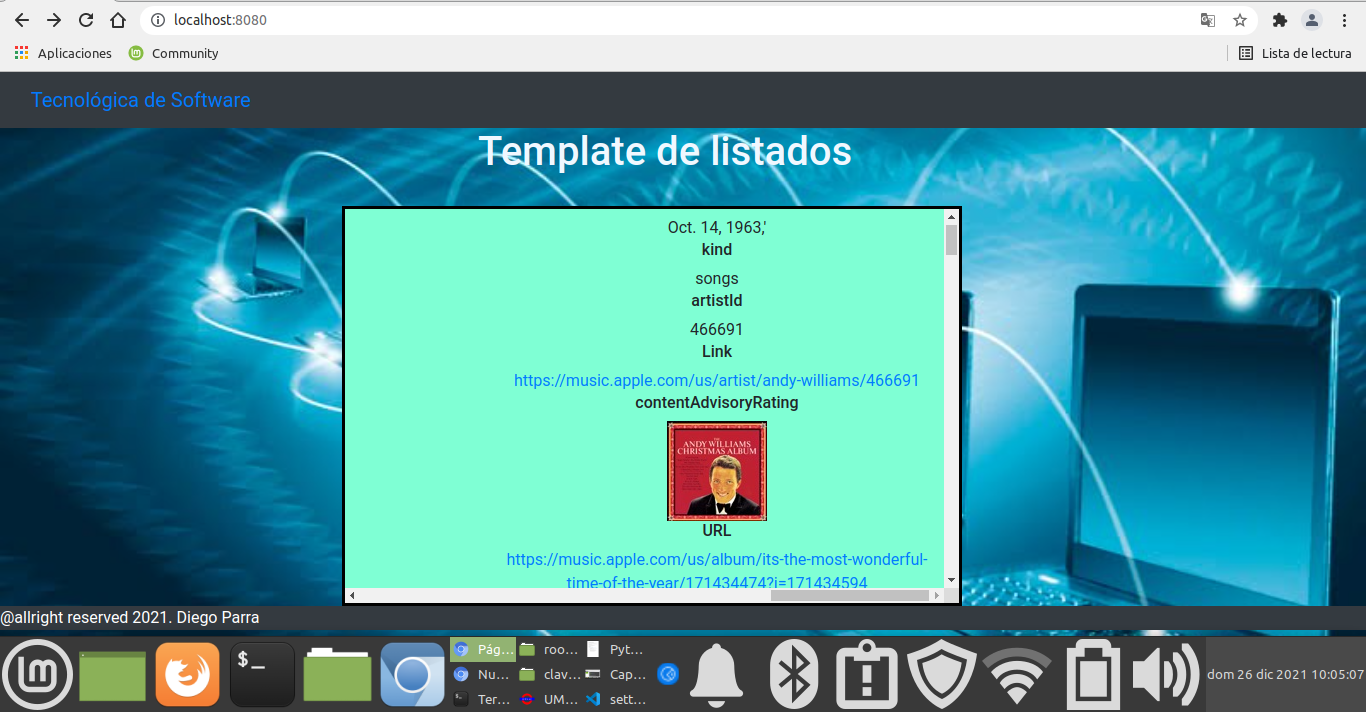 localhost:8080
Aplicaciones
Community
Lista de lectura
Tecnológica de Software
Template de listados
Oct. 14, 1963,'
kind
songs
artistId
466691
Link
https://music.apple.com/us/artist/andy-williams/466691
contentAdvisoryRating
THE
ANDY WILLIAMS
CHRISTMAS ALBUM
URL
https://music.apple.com/us/album/its-the-most-wonderful-
time-of-the-year/171434474?i=171434594
@allright reserved 2021. Diego Parra
$_
Pág...
roo...
Pyt...
Nu...
clav...
Cap...
Ter...
UM...
sett...
dom 26 dic 2021 10:05:07